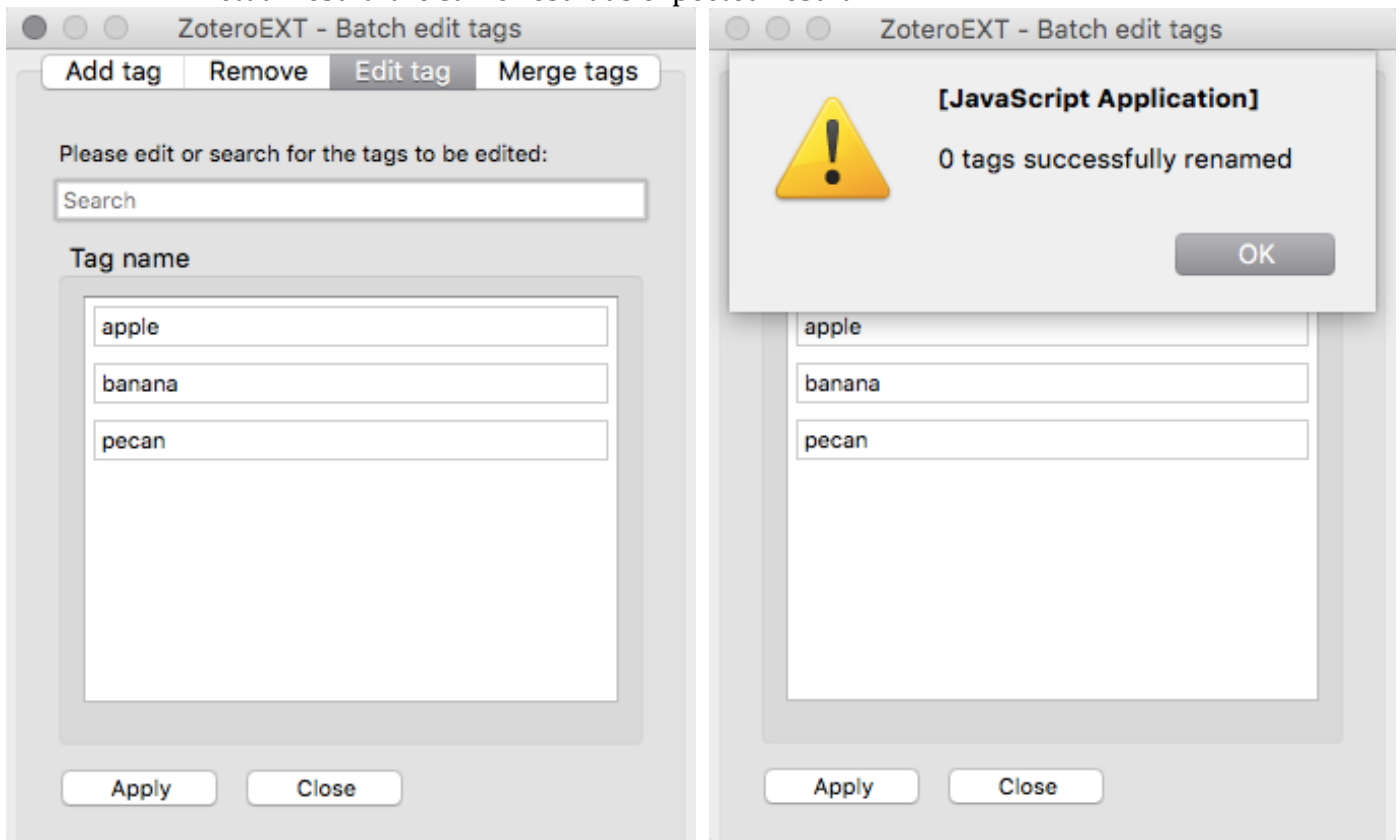 ZoteroEXT - Batch edit tags
Add tag Remove Edit tag Merge tags
Please edit or search for the tags to be edited:
Search
Tag name
apple
banana
pecan
Apply Close
ZoteroEXT - Batch edit tags
[JavaScript Application]
0 tags successfully renamed
OK
apple
banana
pecan
Apply Close